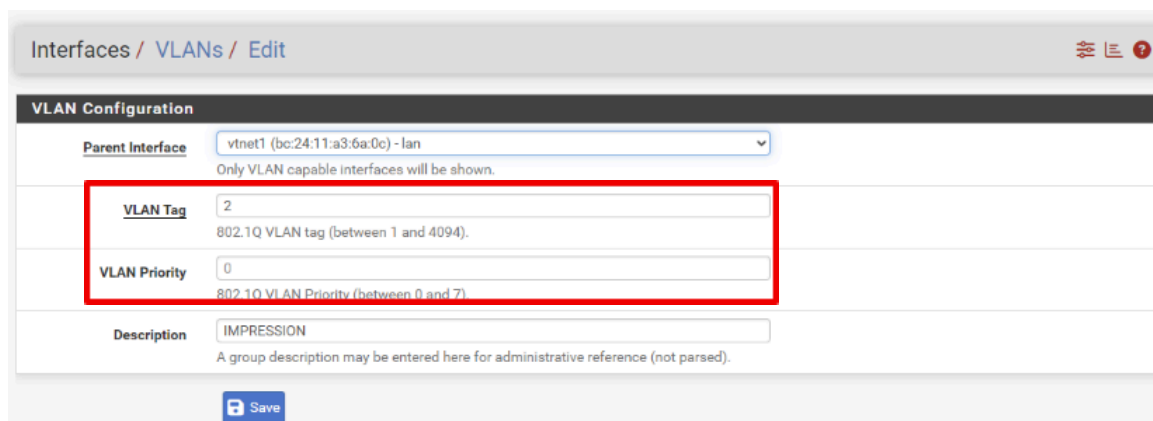 Interfaces / VLANs / Edit
VLAN Configuration
Parent Interface
vtnet1 (bc:24:11:a3:6a:0c) - lan
Only VLAN capable interfaces will be shown.
VLAN Tag
2
802.1Q VLAN tag (between 1 and 4094).
VLAN Priority
0
802.1Q VLAN Priority (between 0 and 7).
Description
IMPRESSION
A group description may be entered here for administrative reference (not parsed).
Save